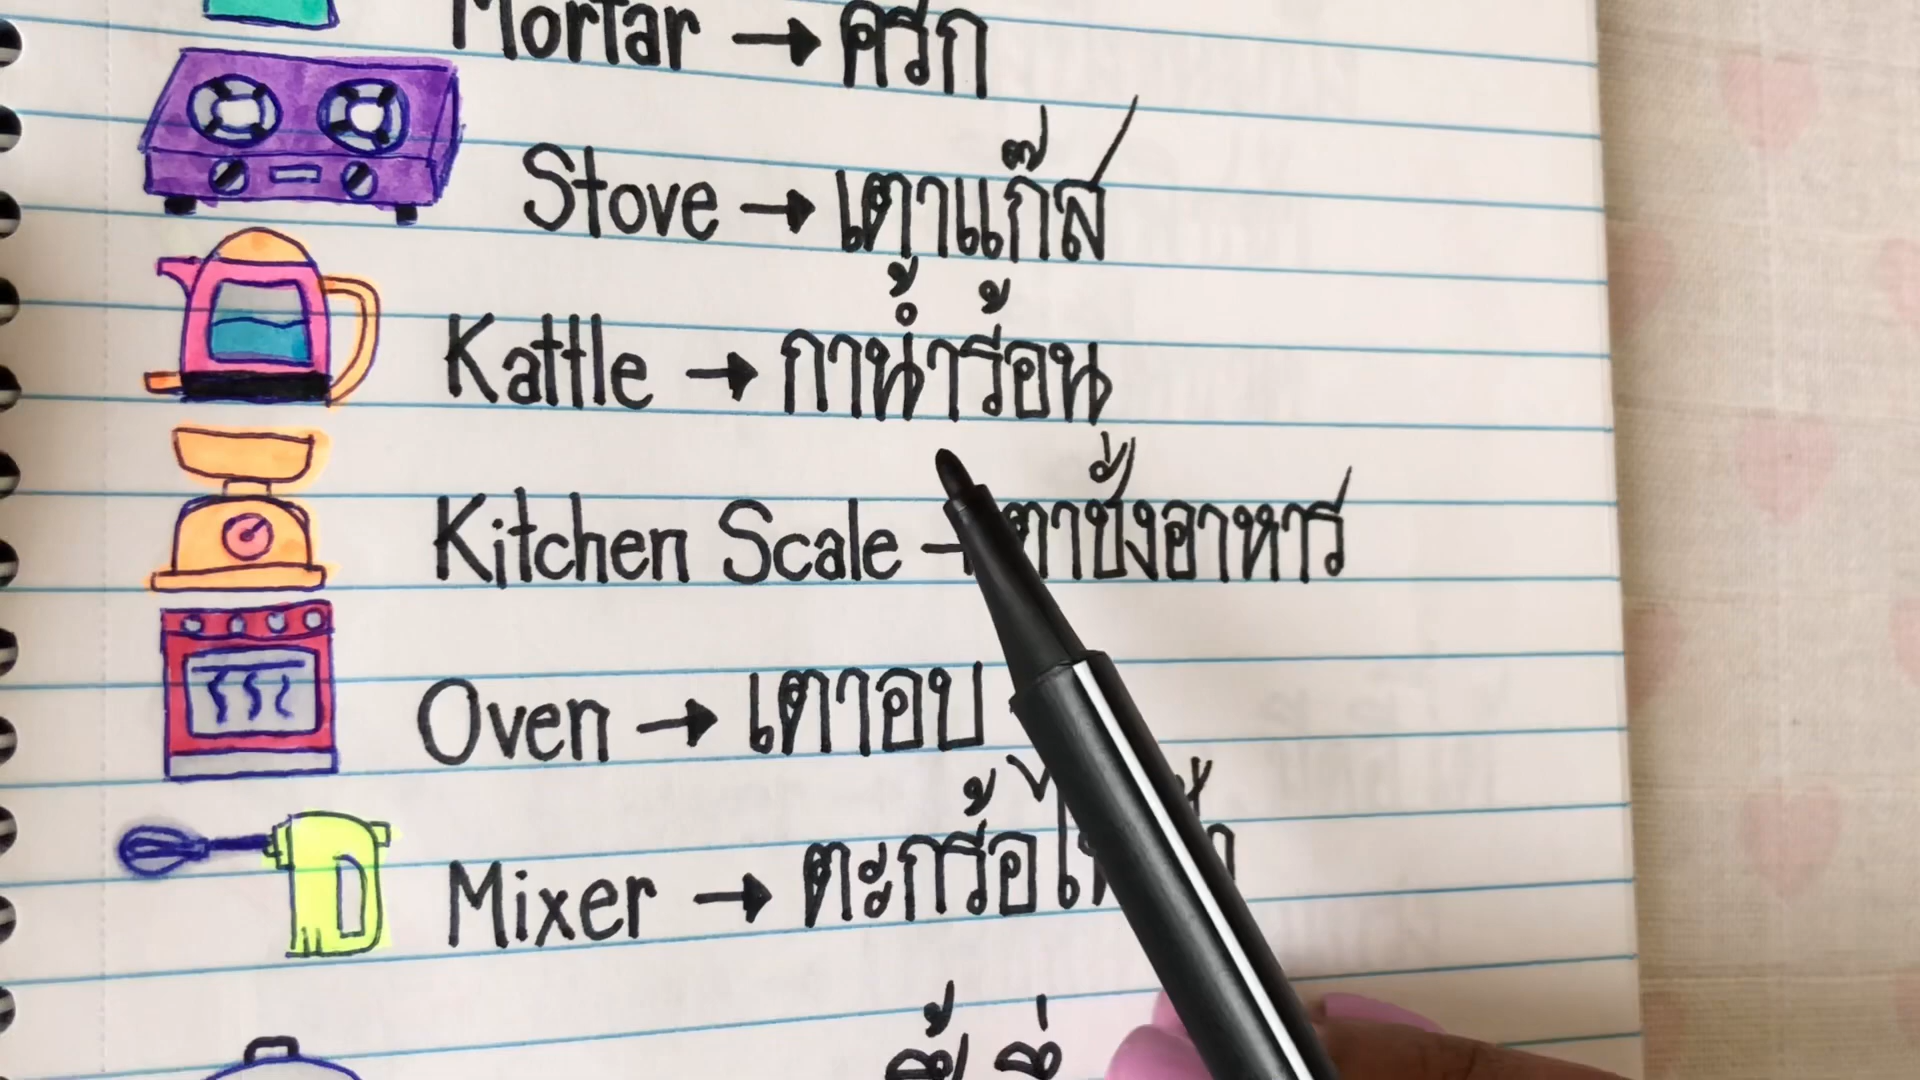 Mortar → ครก
Stove → เตาแก๊ส
Kattle → กาน้ำร้อน
Kitchen Scale → ตาชั่งอาหาร
Oven → เตาอบ
Mixer → ตะกร้อ